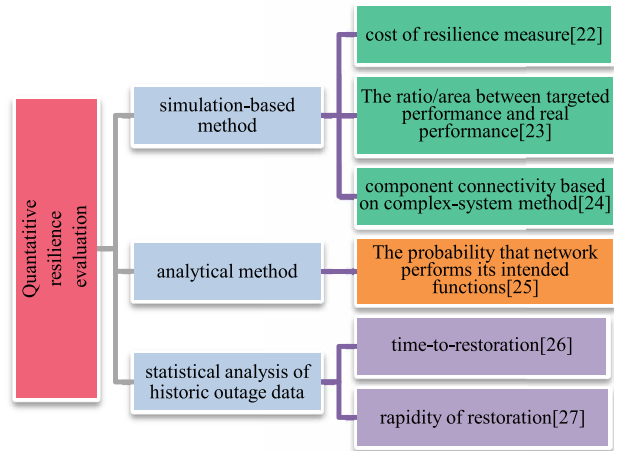 Quantatitive
resilience
evaluation
simulation-based
method
cost of resilience measure[22]
The ratio/area between targeted
performance and real
performance[23]
component connectivity based
on complex-system method[24]
analytical method
The probability that network
performs its intended
functions[25]
statistical analysis of
historic outage data
time-to-restoration[26]
rapidity of restoration[27]